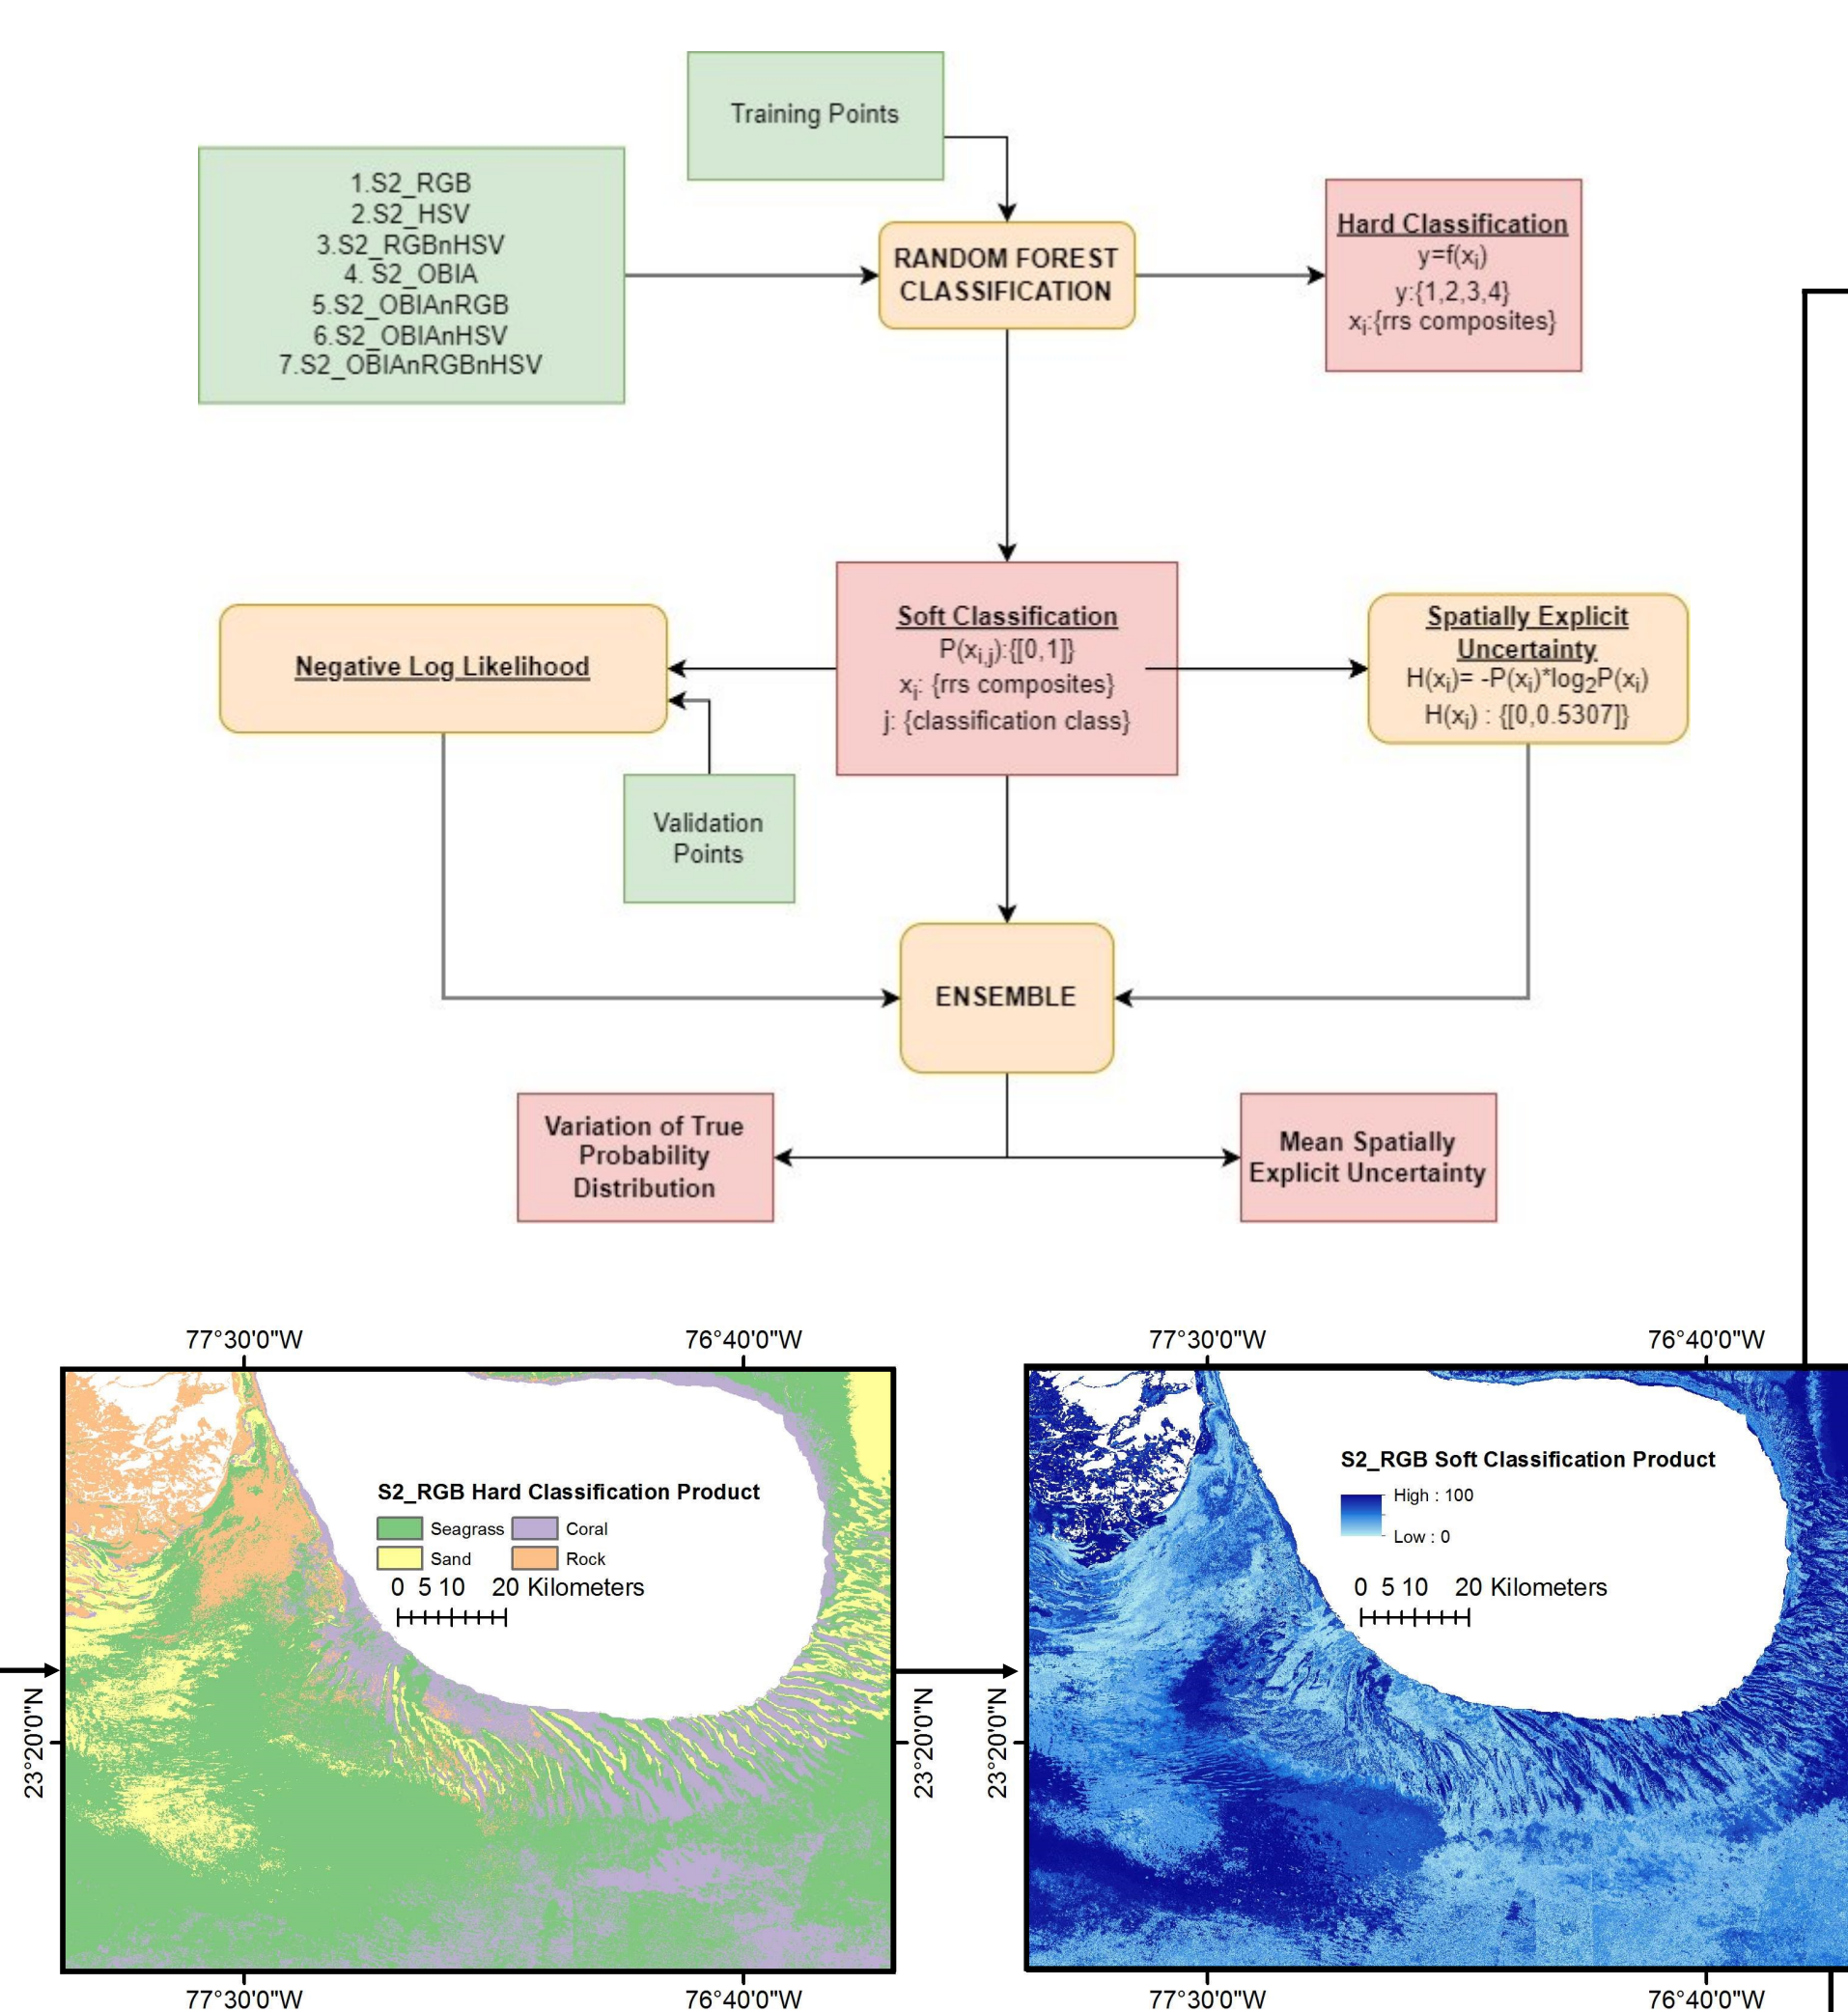 Training Points
1.S2_RGB
2.S2_HSV
3.S2_RGBnHSV
4. S2_OBIA
5.S2_OBIAnRGB
6.S2_OBIAnHSV
7.S2_OBIAnRGBnHSV
RANDOM FOREST
CLASSIFICATION
Hard Classification
y=f(xᵢ)
y:{1,2,3,4}
xᵢ:{rrs composites}
Negative Log Likelihood
Soft Classification
P(xᵢ,ⱼ):{[0,1]}
xᵢ: {rrs composites}
j: {classification class}
Spatially Explicit
Uncertainty
H(xᵢ)= -P(xᵢ)*log₂P(xᵢ)
H(xᵢ) : {[0,0.5307]}
Validation
Points
ENSEMBLE
Variation of True
Probability
Distribution
Mean Spatially
Explicit Uncertainty
77°30'0"W 76°40'0"W
S2_RGB Hard Classification Product
Seagrass Coral
Sand Rock
0 5 10 20 Kilometers
23°20'0"N
23°20'0"N
77°30'0"W 76°40'0"W
77°30'0"W 76°40'0"W
S2_RGB Soft Classification Product
High : 100
Low : 0
0 5 10 20 Kilometers
23°20'0"N
77°30'0"W 76°40'0"W